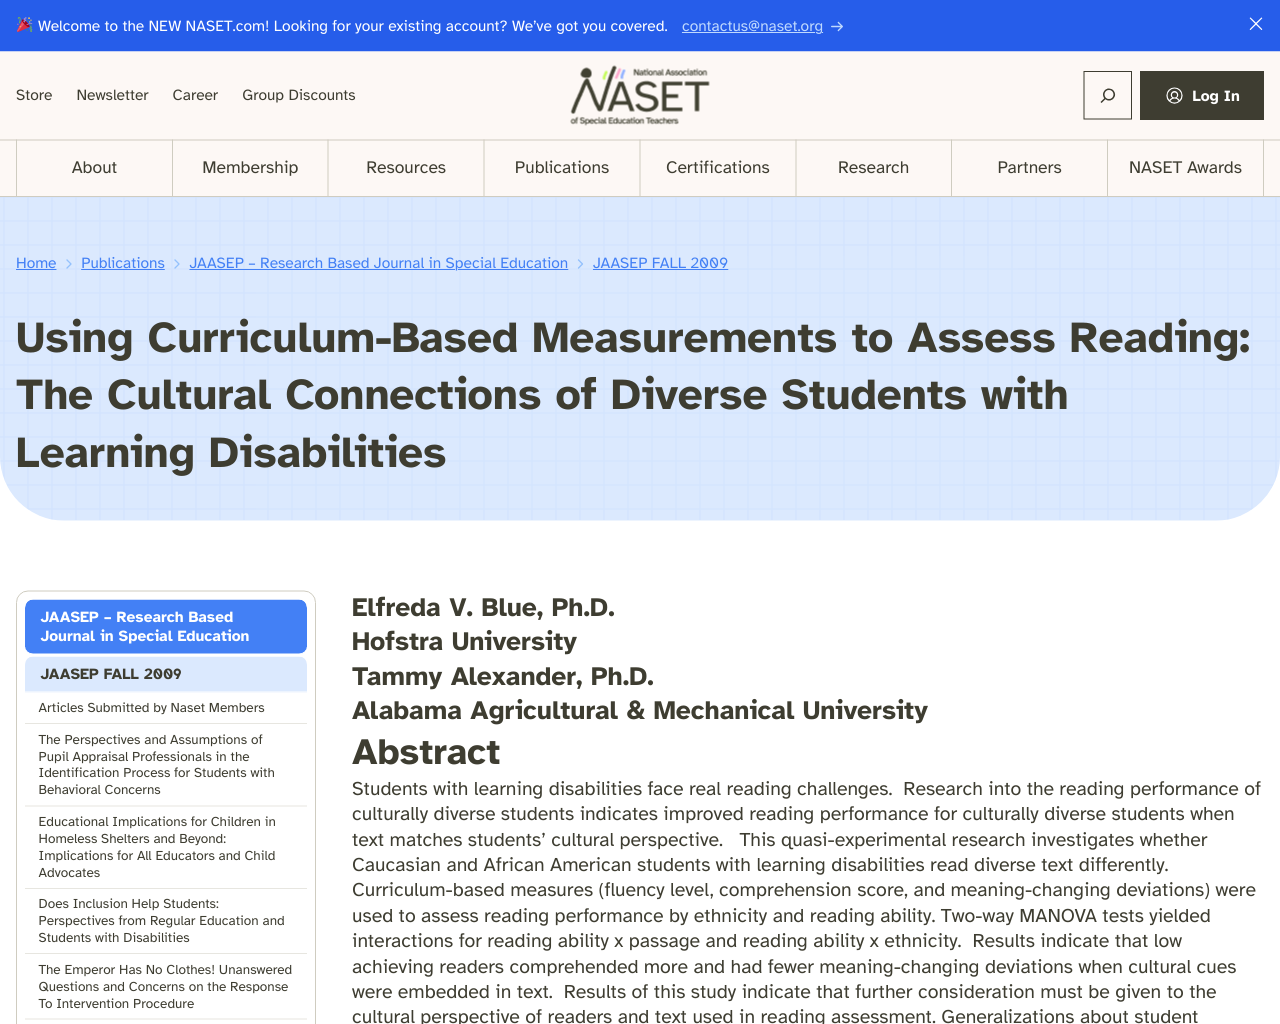 Welcome to the NEW NASET.com! Looking for your existing account? We've got you covered. contactus@naset.org →
Store Newsletter Career Group Discounts
National Association
NASET
of Special Education Teachers
Log In
About Membership Resources Publications Certifications Research Partners NASET Awards
Home > Publications > JAASEP – Research Based Journal in Special Education > JAASEP FALL 2009
Using Curriculum-Based Measurements to Assess Reading:
The Cultural Connections of Diverse Students with
Learning Disabilities
JAASEP – Research Based
Journal in Special Education
JAASEP FALL 2009
Articles Submitted by Naset Members
The Perspectives and Assumptions of
Pupil Appraisal Professionals in the
Identification Process for Students with
Behavioral Concerns
Educational Implications for Children in
Homeless Shelters and Beyond:
Implications for All Educators and Child
Advocates
Does Inclusion Help Students:
Perspectives from Regular Education and
Students with Disabilities
The Emperor Has No Clothes! Unanswered
Questions and Concerns on the Response
To Intervention Procedure
Elfreda V. Blue, Ph.D.
Hofstra University
Tammy Alexander, Ph.D.
Alabama Agricultural & Mechanical University
Abstract
Students with learning disabilities face real reading challenges.  Research into the reading performance of
culturally diverse students indicates improved reading performance for culturally diverse students when
text matches students' cultural perspective.   This quasi-experimental research investigates whether
Caucasian and African American students with learning disabilities read diverse text differently.
Curriculum-based measures (fluency level, comprehension score, and meaning-changing deviations) were
used to assess reading performance by ethnicity and reading ability. Two-way MANOVA tests yielded
interactions for reading ability x passage and reading ability x ethnicity.  Results indicate that low
achieving readers comprehended more and had fewer meaning-changing deviations when cultural cues
were embedded in text.  Results of this study indicate that further consideration must be given to the
cultural perspective of readers and text used in reading assessment. Generalizations about student